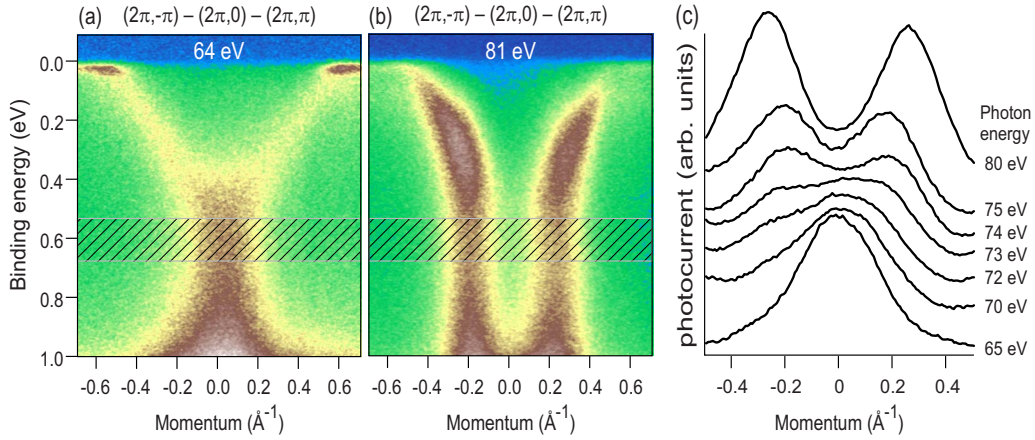 (a) (2π,-π) – (2π,0) – (2π,π)
64 eV
Binding energy (eV)
0.0
0.2
0.4
0.6
0.8
1.0
-0.6 -0.4 -0.2 0.0 0.2 0.4 0.6
Momentum (Å⁻¹)
(b) (2π,-π) – (2π,0) – (2π,π)
81 eV
-0.6 -0.4 -0.2 0.0 0.2 0.4 0.6
Momentum (Å⁻¹)
(c)
photocurrent (arb. units)
Photon
energy
80 eV
75 eV
74 eV
73 eV
72 eV
70 eV
65 eV
-0.4 -0.2 0 0.2 0.4
Momentum (Å⁻¹)